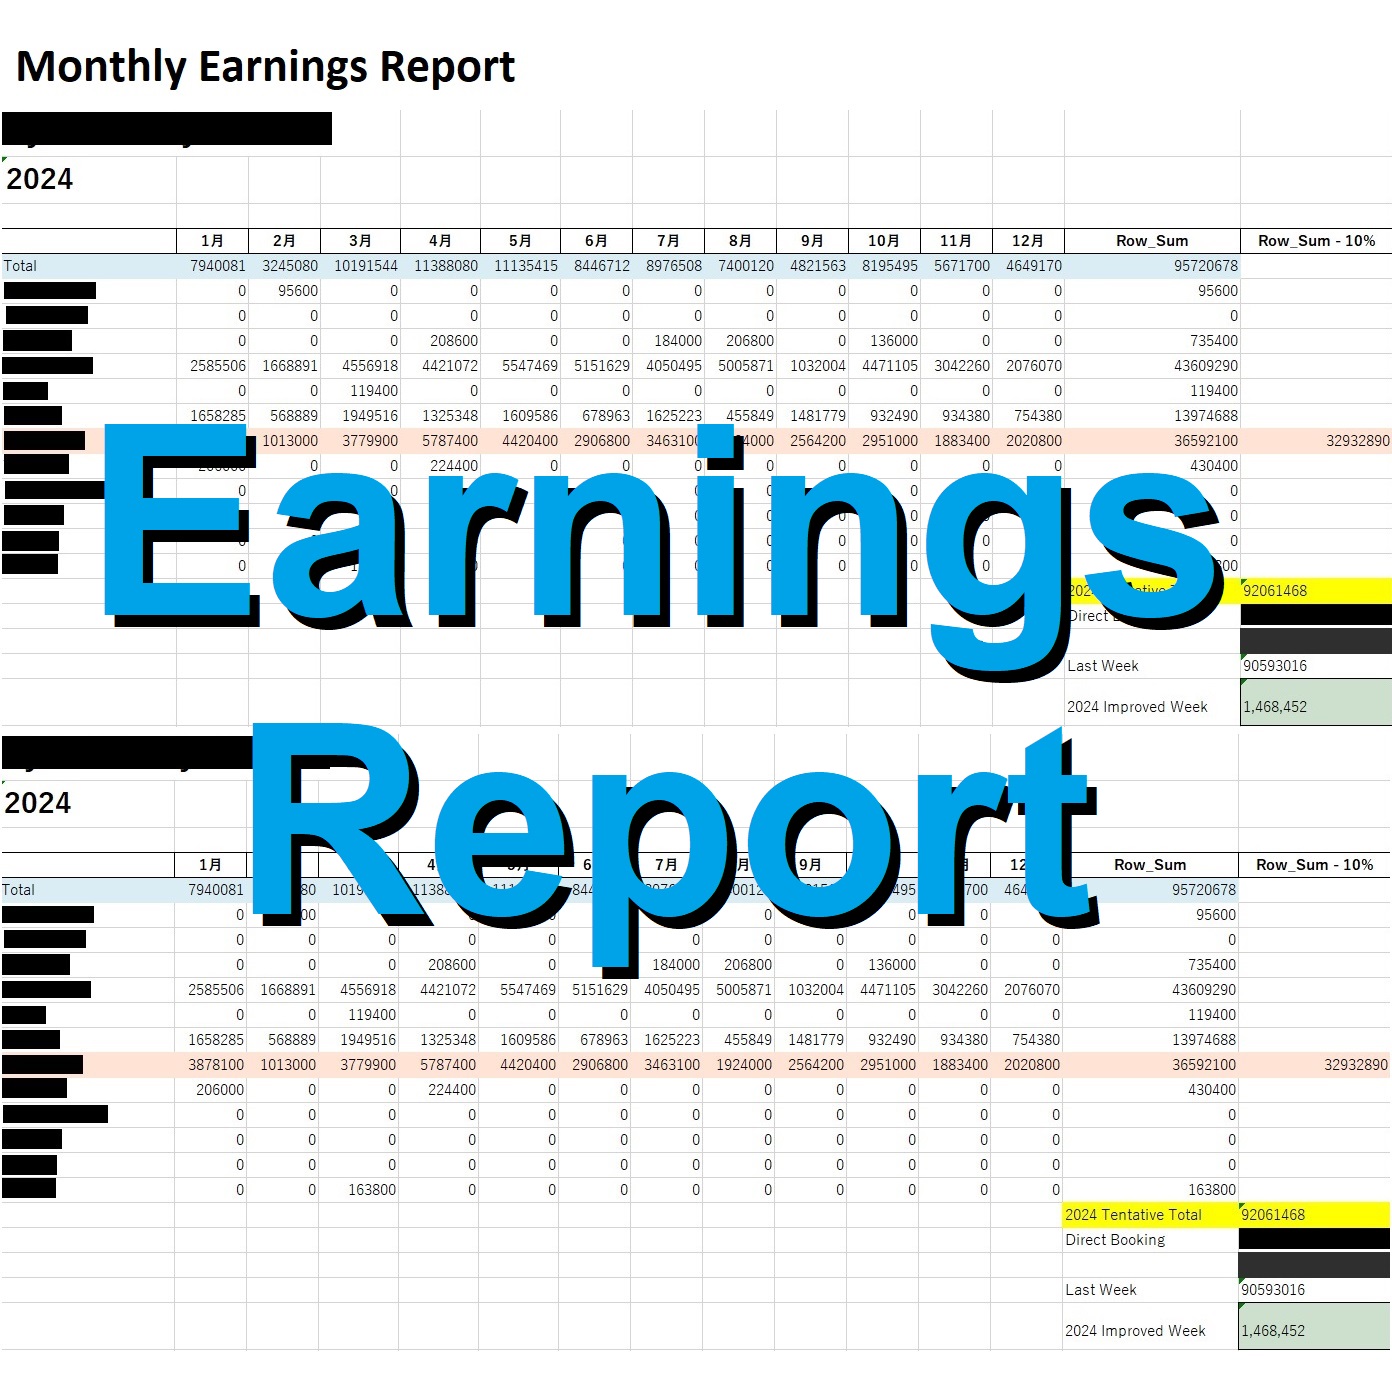 Monthly Earnings Report
2024
1月 2月 3月 4月 5月 6月 7月 8月 9月 10月 11月 12月 Row_Sum Row_Sum - 10%
Total 7940081 3245080 10191544 11388080 11135415 8446712 8976508 7400120 4821563 8195495 5671700 4649170 95720678
0 95600 0 0 0 0 0 0 0 0 0 0 95600
0 0 0 0 0 0 0 0 0 0 0 0 0
0 0 0 208600 0 0 184000 206800 0 136000 0 0 735400
2585506 1668891 4556918 4421072 5547469 5151629 4050495 5005871 1032004 4471105 3042260 2076070 43609290
0 0 119400 0 0 0 0 0 0 0 0 0 119400
1658285 568889 1949516 1325348 1609586 678963 1625223 455849 1481779 932490 934380 754380 13974688
1013000 3779900 5787400 4420400 2906800 3463100 2564200 2951000 1883400 2020800 36592100 32932890
0 0 224400 0 0 0 0 0 0 0 430400
0 0 0
0 0
0 0
0 0
Earnings
92061468
Last Week 90593016
2024 Improved Week 1,468,452
Report
2024
1月 7月 9月 Row_Sum Row_Sum - 10%
Total 7940081 95720678
0 0 0 0 95600
0 0 0 0 0 0
0 0 0 208600 0 184000 206800 0 136000 0 0 735400
2585506 1668891 4556918 4421072 5547469 5151629 4050495 5005871 1032004 4471105 3042260 2076070 43609290
0 0 119400 0 0 0 0 0 0 0 0 0 119400
1658285 568889 1949516 1325348 1609586 678963 1625223 455849 1481779 932490 934380 754380 13974688
3878100 1013000 3779900 5787400 4420400 2906800 3463100 1924000 2564200 2951000 1883400 2020800 36592100 32932890
206000 0 0 224400 0 0 0 0 0 0 0 0 430400
0 0 0 0 0 0 0 0 0 0 0 0 0
0 0 0 0 0 0 0 0 0 0 0 0 0
0 0 0 0 0 0 0 0 0 0 0 0 0
0 0 163800 0 0 0 0 0 0 0 0 0 163800
2024 Tentative Total 92061468
Direct Booking
Last Week 90593016
2024 Improved Week 1,468,452